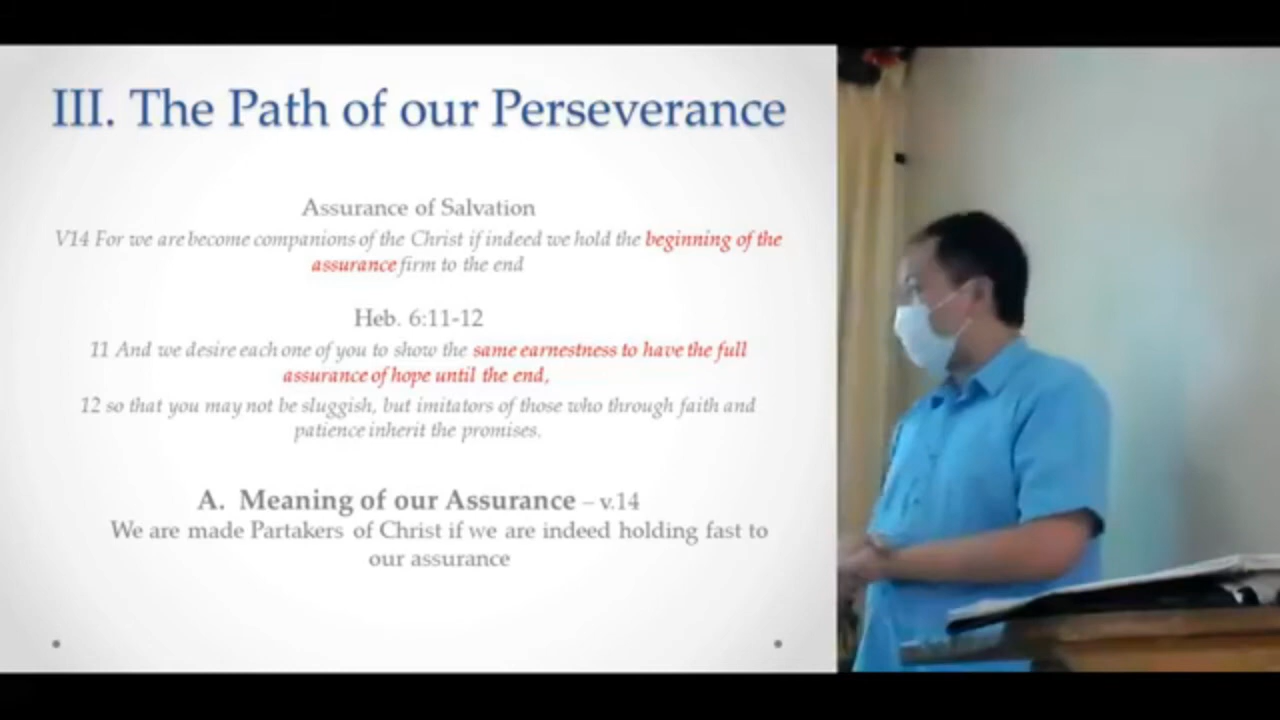 III. The Path of our Perseverance
Assurance of Salvation
V14 For we are become companions of the Christ if indeed we hold the beginning of the
assurance firm to the end
Heb. 6:11-12
11 And we desire each one of you to show the same earnestness to have the full
assurance of hope until the end,
12 so that you may not be sluggish, but imitators of those who through faith and
patience inherit the promises.
A. Meaning of our Assurance – v.14
We are made Partakers of Christ if we are indeed holding fast to
our assurance